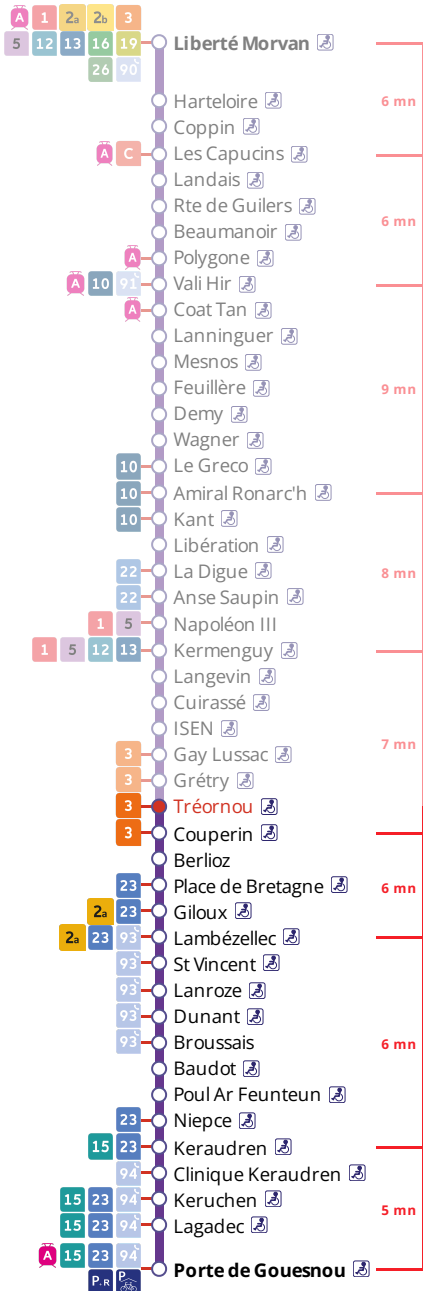 A 1 2a 2b 3
5 12 13 16 19 Liberté Morvan
26 90
Harteloire
6 mn
Coppin
A C Les Capucins
Landais
Rte de Guilers
6 mn
Beaumanoir
A Polygone
A 10 91 Vali Hir
A Coat Tan
Lanninguer
Mesnos
Feuillère
9 mn
Demy
Wagner
10 Le Greco
10 Amiral Ronarc'h
10 Kant
Libération
22 La Digue
8 mn
22 Anse Saupin
1 5 Napoléon III
1 5 12 13 Kermenguy
Langevin
Cuirassé
ISEN
7 mn
3 Gay Lussac
3 Grétry
3 Tréornou
3 Couperin
Berlioz
23 Place de Bretagne
6 mn
2a 23 Giloux
2a 23 93 Lambézellec
93 St Vincent
93 Lanroze
93 Dunant
93 Broussais
6 mn
Baudot
Poul Ar Feunteun
23 Niepce
15 23 Keraudren
94 Clinique Keraudren
15 23 94 Keruchen
5 mn
15 23 94 Lagadec
A 15 23 94
Porte de Gouesnou
P.R P